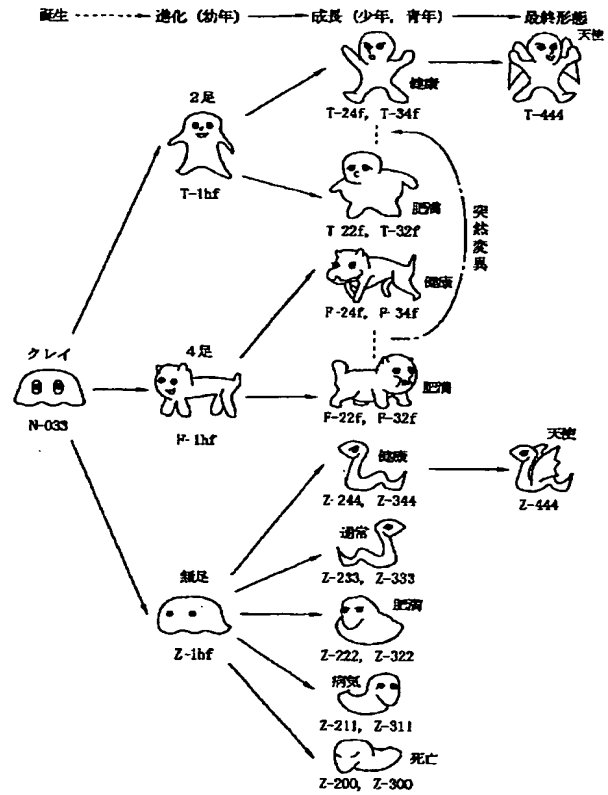 誕生 進化 (幼年) 成長 (少年, 青年) 最終形態
天使
健康
T-24f, T-34f
T-444
2足
T-1hf
肥満
T-22f, T-32f
突然変異
健康
F-24f, F-34f
クレイ
N-033
4足
F-1hf
肥満
F-22f, F-32f
健康
Z-244, Z-344
天使
Z-444
通常
Z-233, Z-333
無足
Z-1hf
肥満
Z-222, Z-322
病気
Z-211, Z-311
死亡
Z-200, Z-300